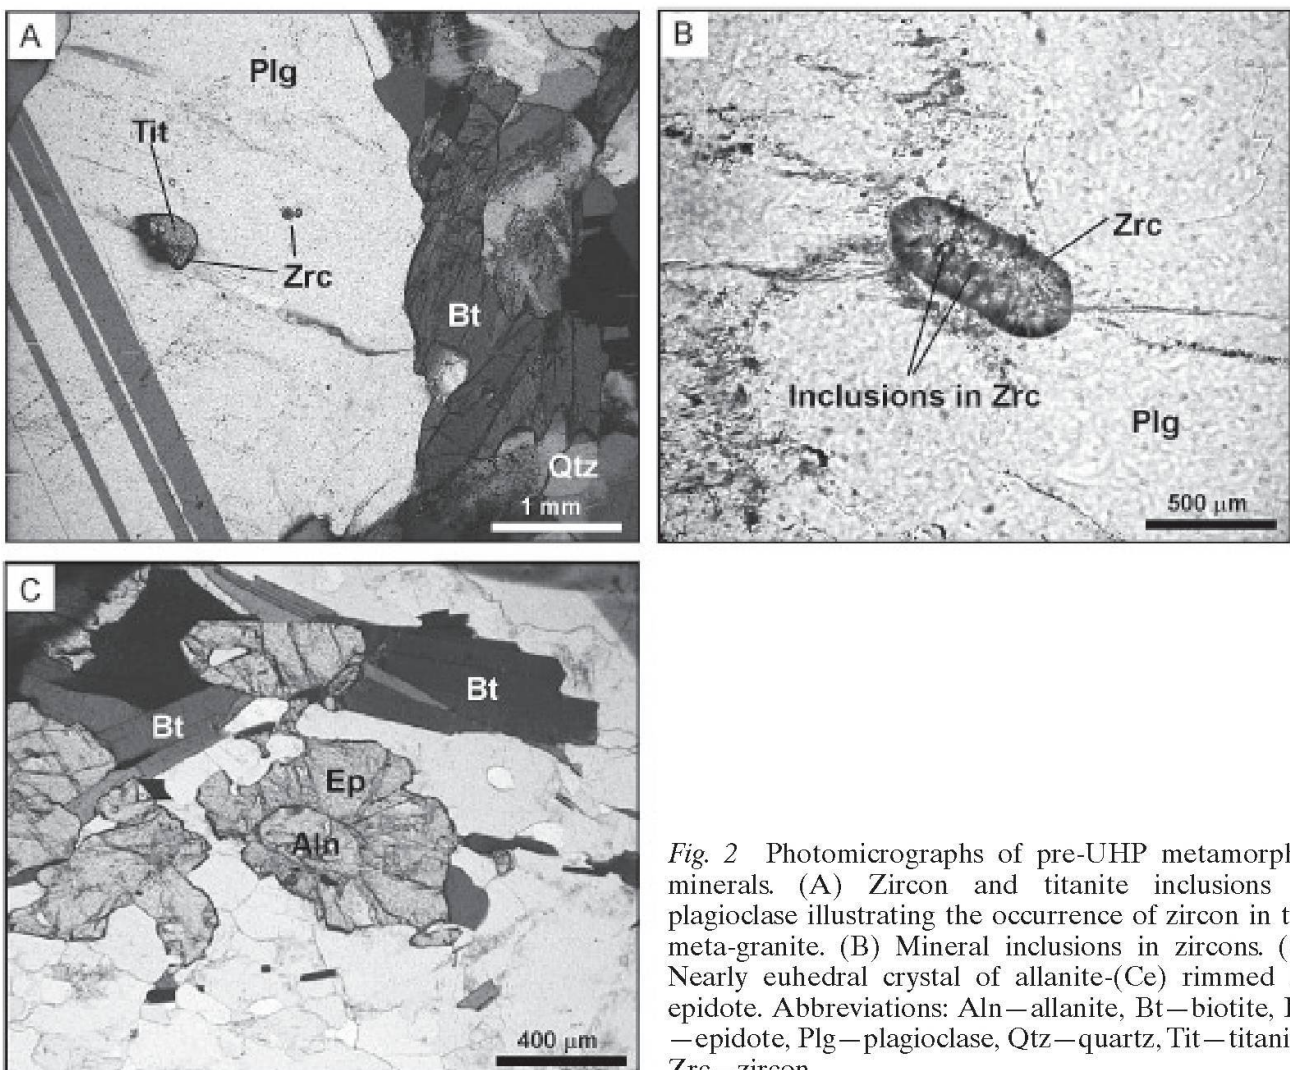 A
Plg
Tit
Zrc
Bt
Qtz
1 mm
B
Zrc
Inclusions in Zrc
Plg
500 µm
C
Bt
Bt
Ep
Aln
400 µm
Fig. 2 Photomicrographs of pre-UHP metamorph
minerals. (A) Zircon and titanite inclusions
plagioclase illustrating the occurrence of zircon in t
meta-granite. (B) Mineral inclusions in zircons. (
Nearly euhedral crystal of allanite-(Ce) rimmed
epidote. Abbreviations: Aln—allanite, Bt—biotite,
—epidote, Plg—plagioclase, Qtz—quartz, Tit—titani
Zrc—zircon